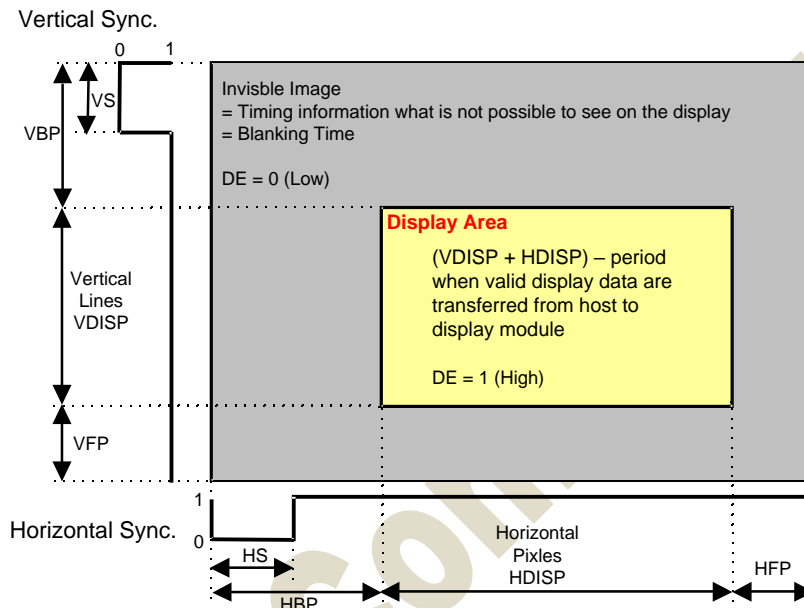 Vertical Sync.
0 1
VS
VBP
Invisble Image
= Timing information what is not possible to see on the display
= Blanking Time
DE = 0 (Low)
Display Area
(VDISP + HDISP) – period
when valid display data are
transferred from host to
display module
DE = 1 (High)
Vertical
Lines
VDISP
VFP
1
Horizontal Sync.
0
HS
Horizontal
Pixles
HDISP
HFP
HBP
Com